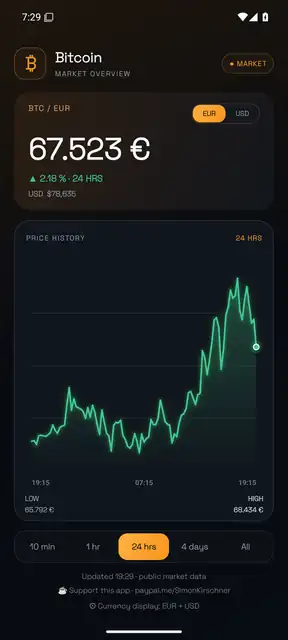 7:29
Bitcoin
MARKET OVERVIEW
MARKET
BTC / EUR
EUR USD
67.523 €
▲ 2.18 % · 24 HRS
USD $78,635
PRICE HISTORY 24 HRS
19:15 07:15 19:15
LOW HIGH
65.792 € 68.434 €
10 min 1 hr 24 hrs 4 days All
Updated 19:29 · public market data
☕ Support this app · paypal.me/SimonKirschner
⚙ Currency display: EUR + USD